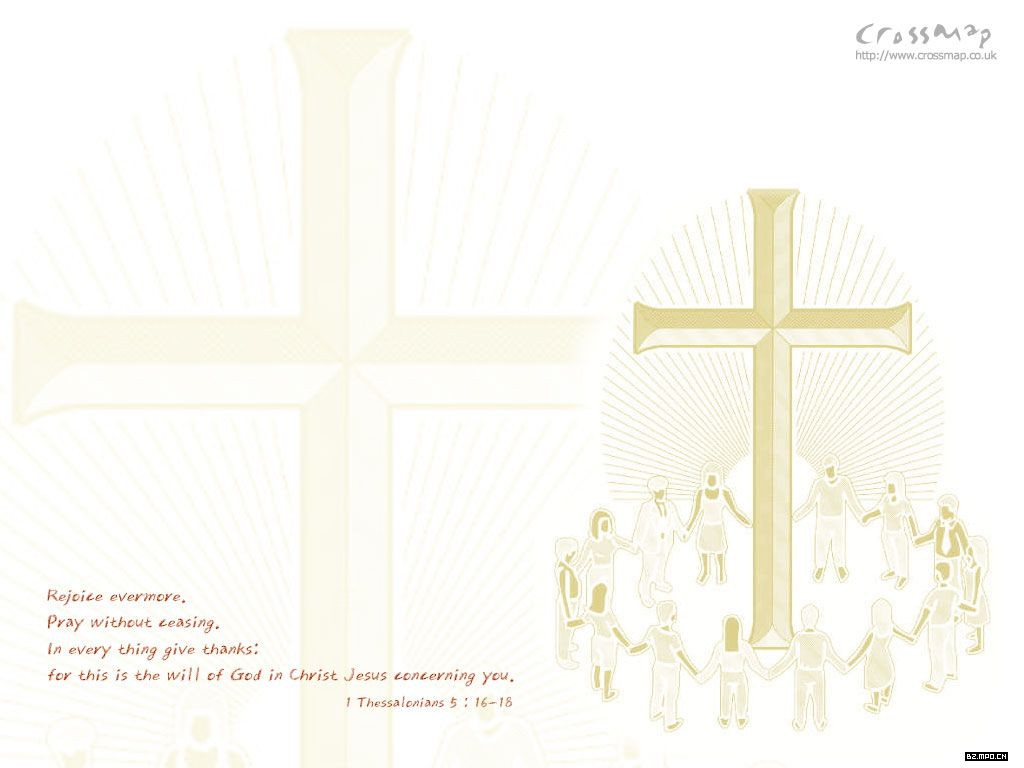 Crossmap
http://www.crossmap.co.uk
Rejoice evermore.
Pray without ceasing.
In every thing give thanks:
for this is the will of God in Christ Jesus concerning you.
1 Thessalonians 5 : 16-18
BZ.MPO.CN